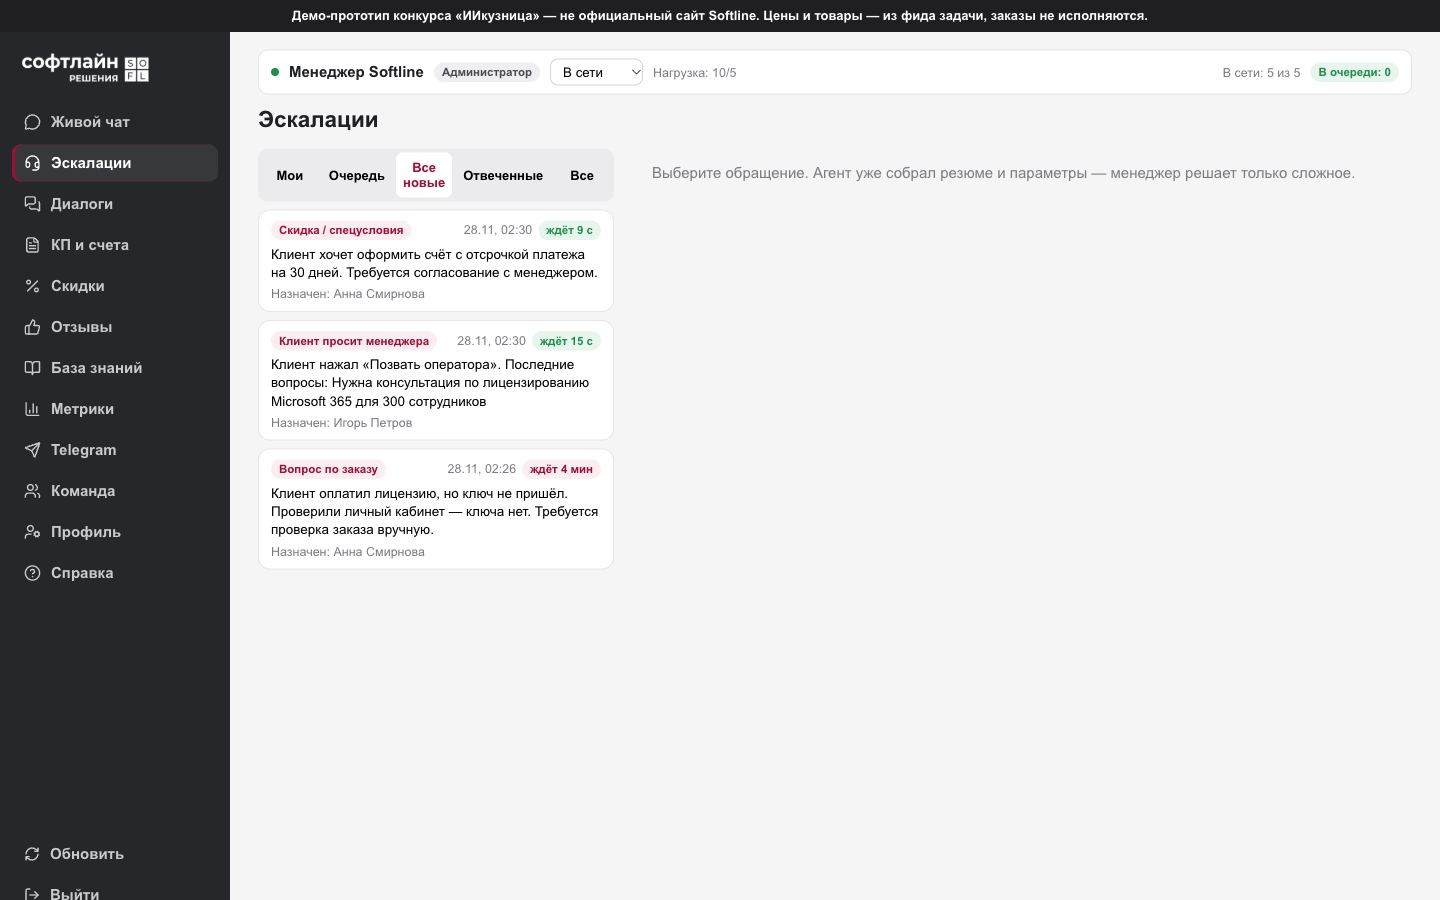 Демо-прототип конкурса «ИИкузница» — не официальный сайт Softline. Цены и товары — из фида задачи, заказы не исполняются.
софтлайн
РЕШЕНИЯ
SO
FL
Живой чат
Эскалации
Диалоги
КП и счета
Скидки
Отзывы
База знаний
Метрики
Telegram
Команда
Профиль
Справка
Обновить
Выйти
Менеджер Softline Администратор В сети Нагрузка: 10/5 В сети: 5 из 5 В очереди: 0
Эскалации
Мои Очередь Все новые Отвеченные Все
Скидка / спецусловия 28.11, 02:30 ждёт 9 с
Клиент хочет оформить счёт с отсрочкой платежа
на 30 дней. Требуется согласование с менеджером.
Назначен: Анна Смирнова
Клиент просит менеджера 28.11, 02:30 ждёт 15 с
Клиент нажал «Позвать оператора». Последние
вопросы: Нужна консультация по лицензированию
Microsoft 365 для 300 сотрудников
Назначен: Игорь Петров
Вопрос по заказу 28.11, 02:26 ждёт 4 мин
Клиент оплатил лицензию, но ключ не пришёл.
Проверили личный кабинет — ключа нет. Требуется
проверка заказа вручную.
Назначен: Анна Смирнова
Выберите обращение. Агент уже собрал резюме и параметры — менеджер решает только сложное.